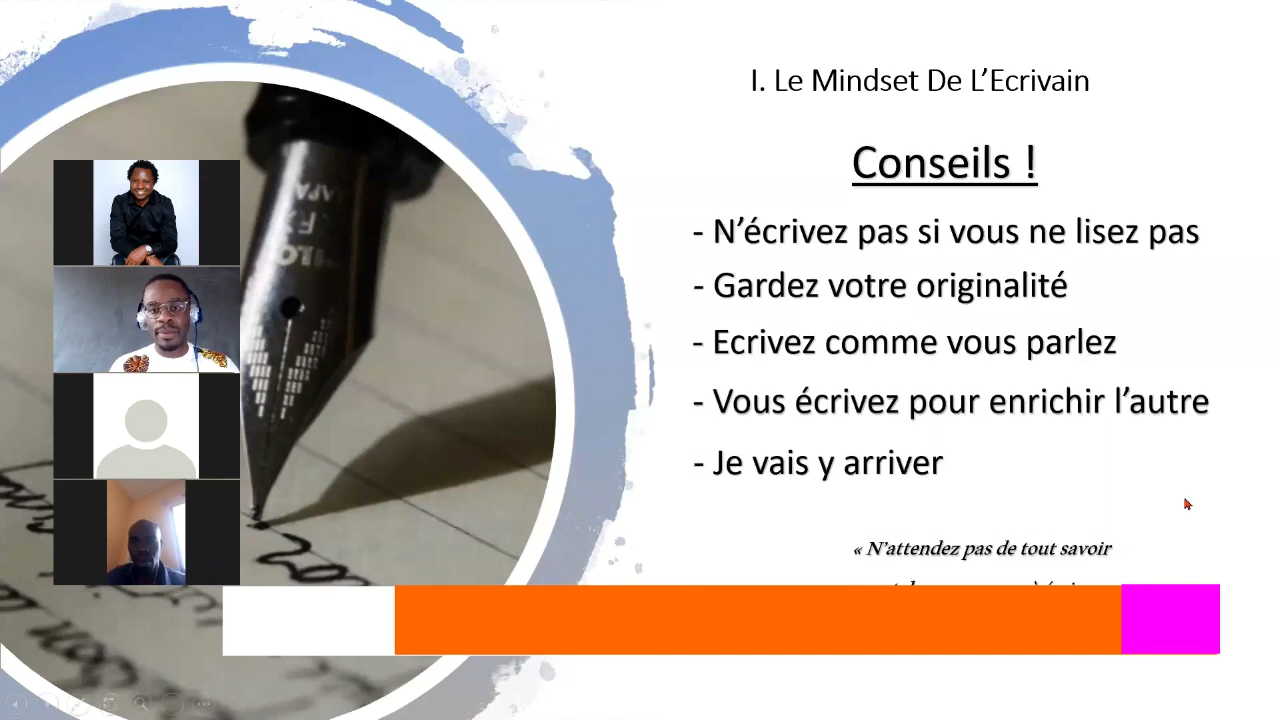 I. Le Mindset De L’Ecrivain
Conseils !
- N’écrivez pas si vous ne lisez pas
- Gardez votre originalité
- Ecrivez comme vous parlez
- Vous écrivez pour enrichir l’autre
- Je vais y arriver
« N’attendez pas de tout savoir